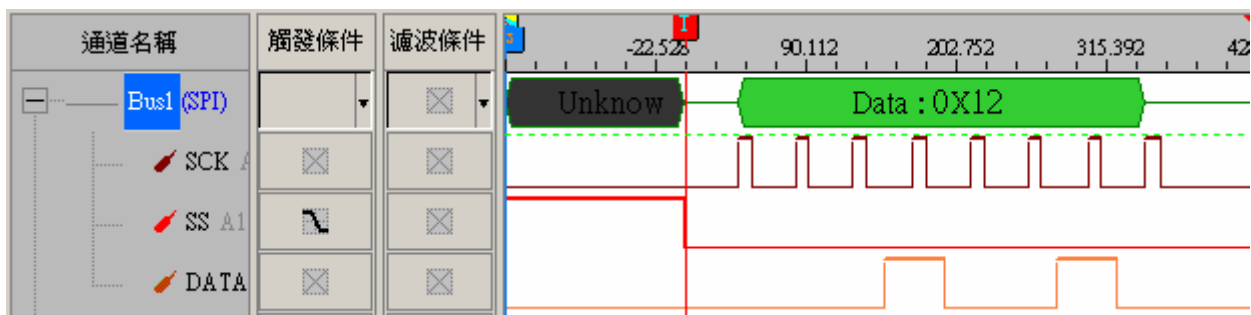 通道名稱 觸發條件 濾波條件 -22.528 90.112 202.752 315.392
Bus1 (SPI) Unknow Data : 0X12
SCK
SS A1
DATA